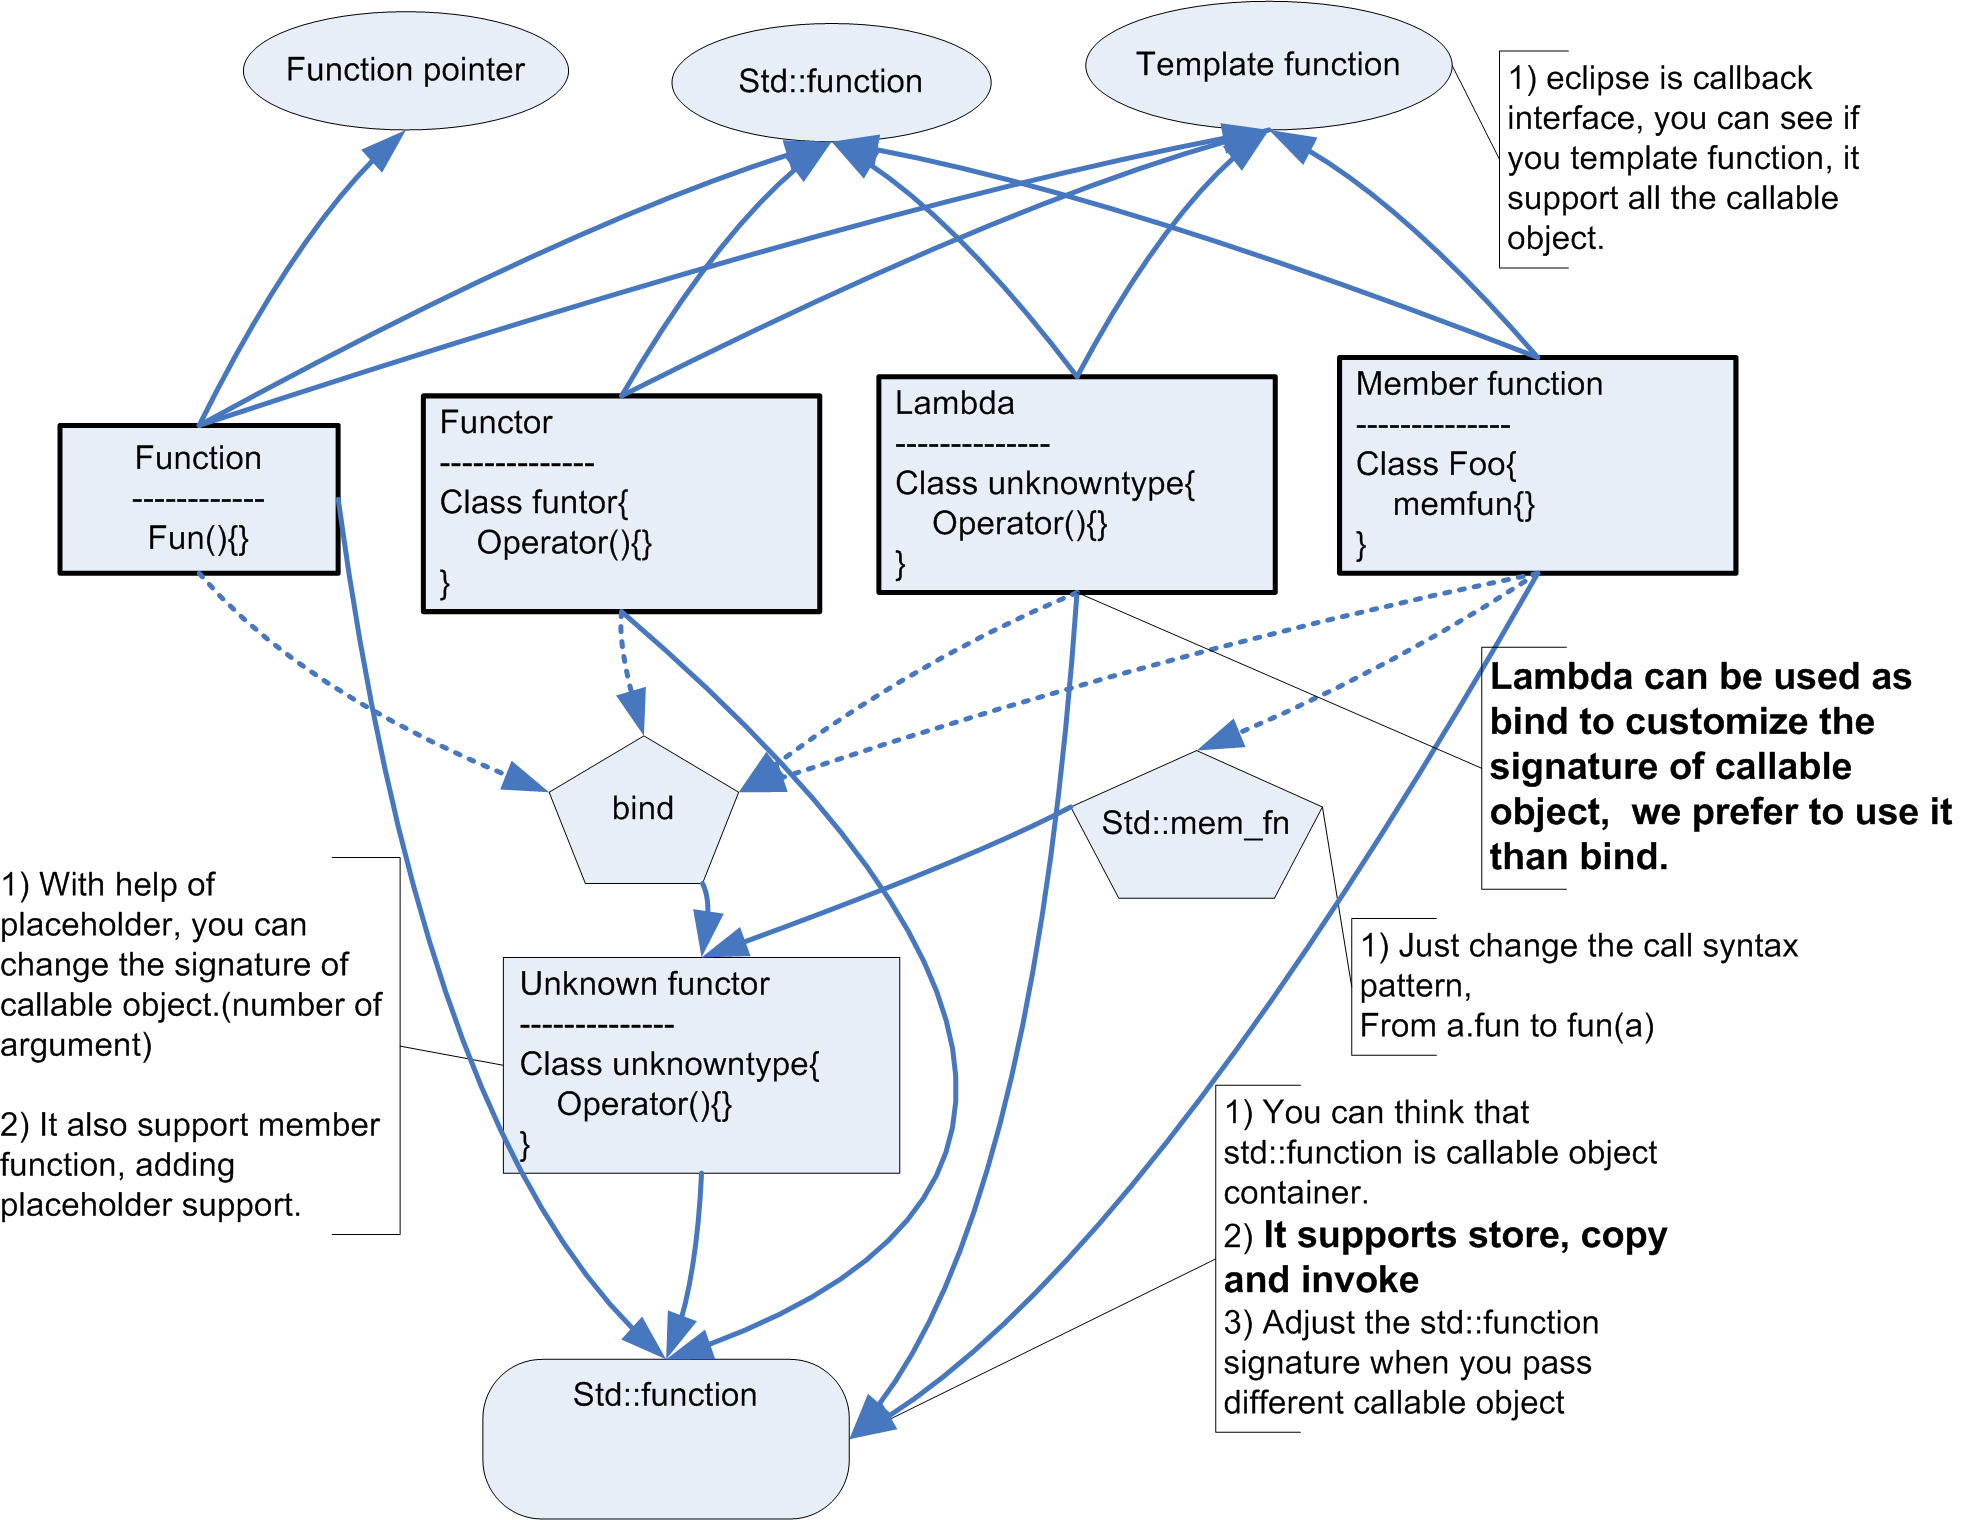 Function pointer
Std::function
Template function
1) eclipse is callback
interface, you can see if
you template function, it
support all the callable
object.
Function
------------
Fun(){}
Functor
--------------
Class funtor{
Operator(){}
}
Lambda
--------------
Class unknowntype{
Operator(){}
}
Member function
--------------
Class Foo{
memfun{}
}
Lambda can be used as
bind to customize the
signature of callable
object,  we prefer to use it
than bind.
bind
Std::mem_fn
1) With help of
placeholder, you can
change the signature of
callable object.(number of
argument)
2) It also support member
function, adding
placeholder support.
Unknown functor
--------------
Class unknowntype{
Operator(){}
}
1) Just change the call syntax
pattern,
From a.fun to fun(a)
1) You can think that
std::function is callable object
container.
2) It supports store, copy
and invoke
3) Adjust the std::function
signature when you pass
different callable object
Std::function